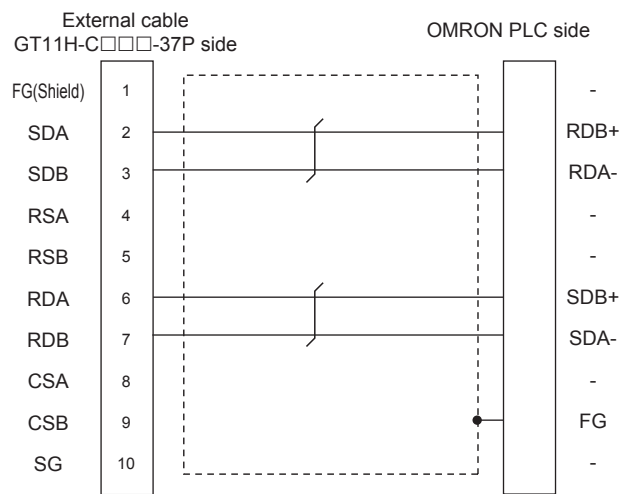 External cable
GT11H-C□□□-37P side
OMRON PLC side
FG(Shield) 1 -
SDA 2 RDB+
SDB 3 RDA-
RSA 4 -
RSB 5 -
RDA 6 SDB+
RDB 7 SDA-
CSA 8 -
CSB 9 FG
SG 10 -